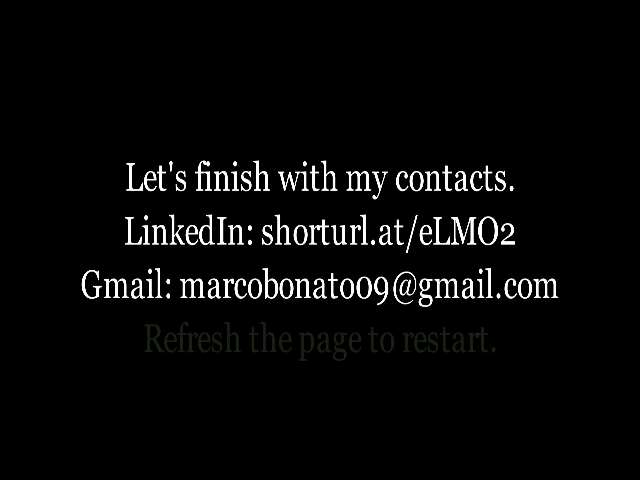 Let's finish with my contacts.
LinkedIn: shorturl.at/eLMO2
Gmail: marcobonato09@gmail.com
Refresh the page to restart.